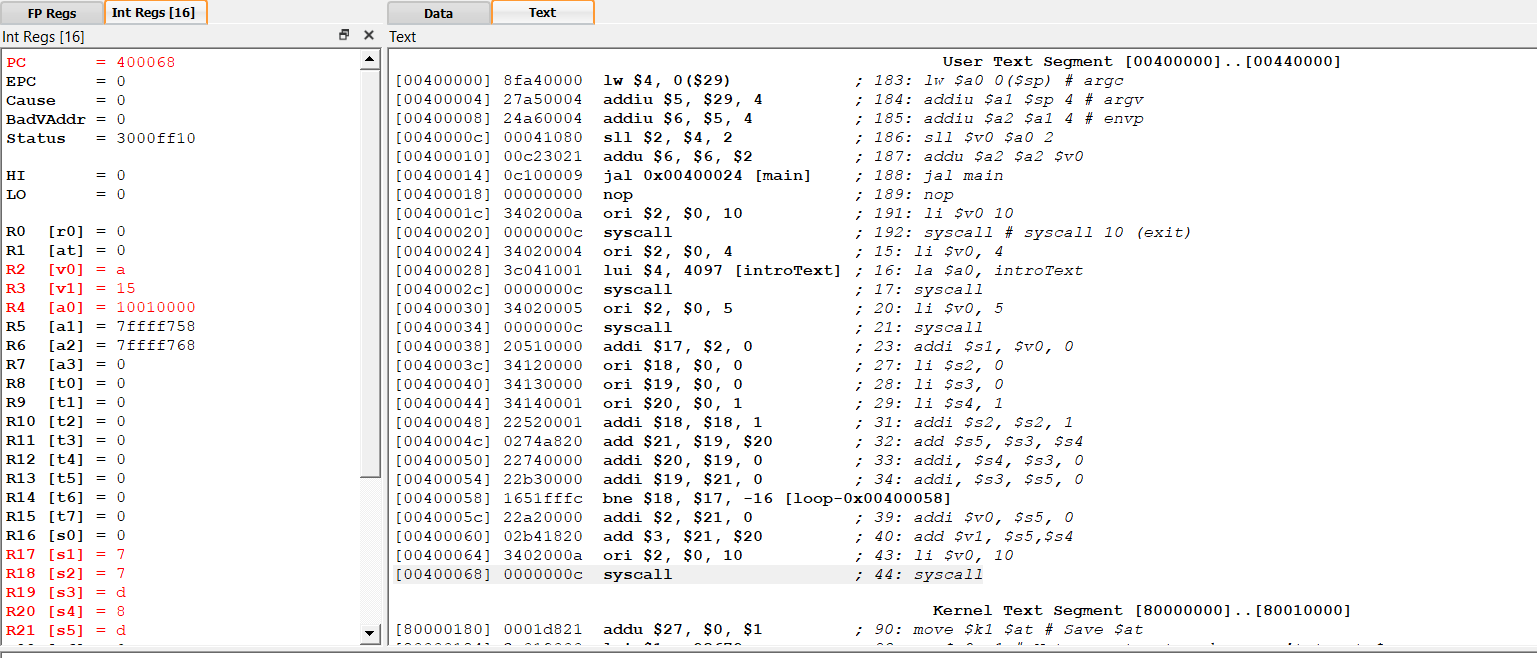 FP Regs Int Regs [16]
Int Regs [16]
PC = 400068
EPC = 0
Cause = 0
BadVAddr = 0
Status = 3000ff10
HI = 0
LO = 0
R0 [r0] = 0
R1 [at] = 0
R2 [v0] = a
R3 [v1] = 15
R4 [a0] = 10010000
R5 [a1] = 7ffff758
R6 [a2] = 7ffff768
R7 [a3] = 0
R8 [t0] = 0
R9 [t1] = 0
R10 [t2] = 0
R11 [t3] = 0
R12 [t4] = 0
R13 [t5] = 0
R14 [t6] = 0
R15 [t7] = 0
R16 [s0] = 0
R17 [s1] = 7
R18 [s2] = 7
R19 [s3] = d
R20 [s4] = 8
R21 [s5] = d
Data Text
Text
User Text Segment [00400000]..[00440000]
[00400000] 8fa40000 lw $4, 0($29) ; 183: lw $a0 0($sp) # argc
[00400004] 27a50004 addiu $5, $29, 4 ; 184: addiu $a1 $sp 4 # argv
[00400008] 24a60004 addiu $6, $5, 4 ; 185: addiu $a2 $a1 4 # envp
[0040000c] 00041080 sll $2, $4, 2 ; 186: sll $v0 $a0 2
[00400010] 00c23021 addu $6, $6, $2 ; 187: addu $a2 $a2 $v0
[00400014] 0c100009 jal 0x00400024 [main] ; 188: jal main
[00400018] 00000000 nop ; 189: nop
[0040001c] 3402000a ori $2, $0, 10 ; 191: li $v0 10
[00400020] 0000000c syscall ; 192: syscall # syscall 10 (exit)
[00400024] 34020004 ori $2, $0, 4 ; 15: li $v0, 4
[00400028] 3c041001 lui $4, 4097 [introText] ; 16: la $a0, introText
[0040002c] 0000000c syscall ; 17: syscall
[00400030] 34020005 ori $2, $0, 5 ; 20: li $v0, 5
[00400034] 0000000c syscall ; 21: syscall
[00400038] 20510000 addi $17, $2, 0 ; 23: addi $s1, $v0, 0
[0040003c] 34120000 ori $18, $0, 0 ; 27: li $s2, 0
[00400040] 34130000 ori $19, $0, 0 ; 28: li $s3, 0
[00400044] 34140001 ori $20, $0, 1 ; 29: li $s4, 1
[00400048] 22520001 addi $18, $18, 1 ; 31: addi $s2, $s2, 1
[0040004c] 0274a820 add $21, $19, $20 ; 32: add $s5, $s3, $s4
[00400050] 22740000 addi $20, $19, 0 ; 33: addi, $s4, $s3, 0
[00400054] 22b30000 addi $19, $21, 0 ; 34: addi, $s3, $s5, 0
[00400058] 1651fffc bne $18, $17, -16 [loop-0x00400058]
[0040005c] 22a20000 addi $2, $21, 0 ; 39: addi $v0, $s5, 0
[00400060] 02b41820 add $3, $21, $20 ; 40: add $v1, $s5,$s4
[00400064] 3402000a ori $2, $0, 10 ; 43: li $v0, 10
[00400068] 0000000c syscall ; 44: syscall
Kernel Text Segment [80000000]..[80010000]
[80000180] 0001d821 addu $27, $0, $1 ; 90: move $k1 $at # Save $at